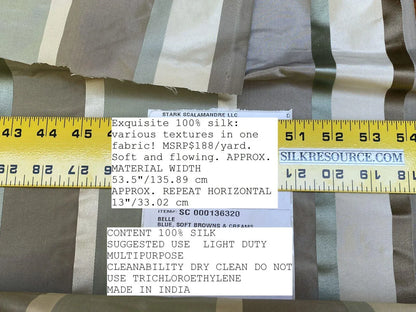 STARK SCALAMANDRE LLC
Exquisite 100% silk:
various textures in one
fabric! MSRP$188/yard.
Soft and flowing. APPROX.
MATERIAL WIDTH
53.5"/135.89 cm
APPROX. REPEAT HORIZONTAL
13"/33.02 cm
SILKRESOURCE.COM
ITEM# SC 000136320
BELLE
BLUE, SOFT BROWNS & CREAMS
CONTENT 100% SILK
SUGGESTED USE LIGHT DUTY
MULTIPURPOSE
CLEANABILITY DRY CLEAN DO NOT
USE TRICHLOROETHYLENE
MADE IN INDIA